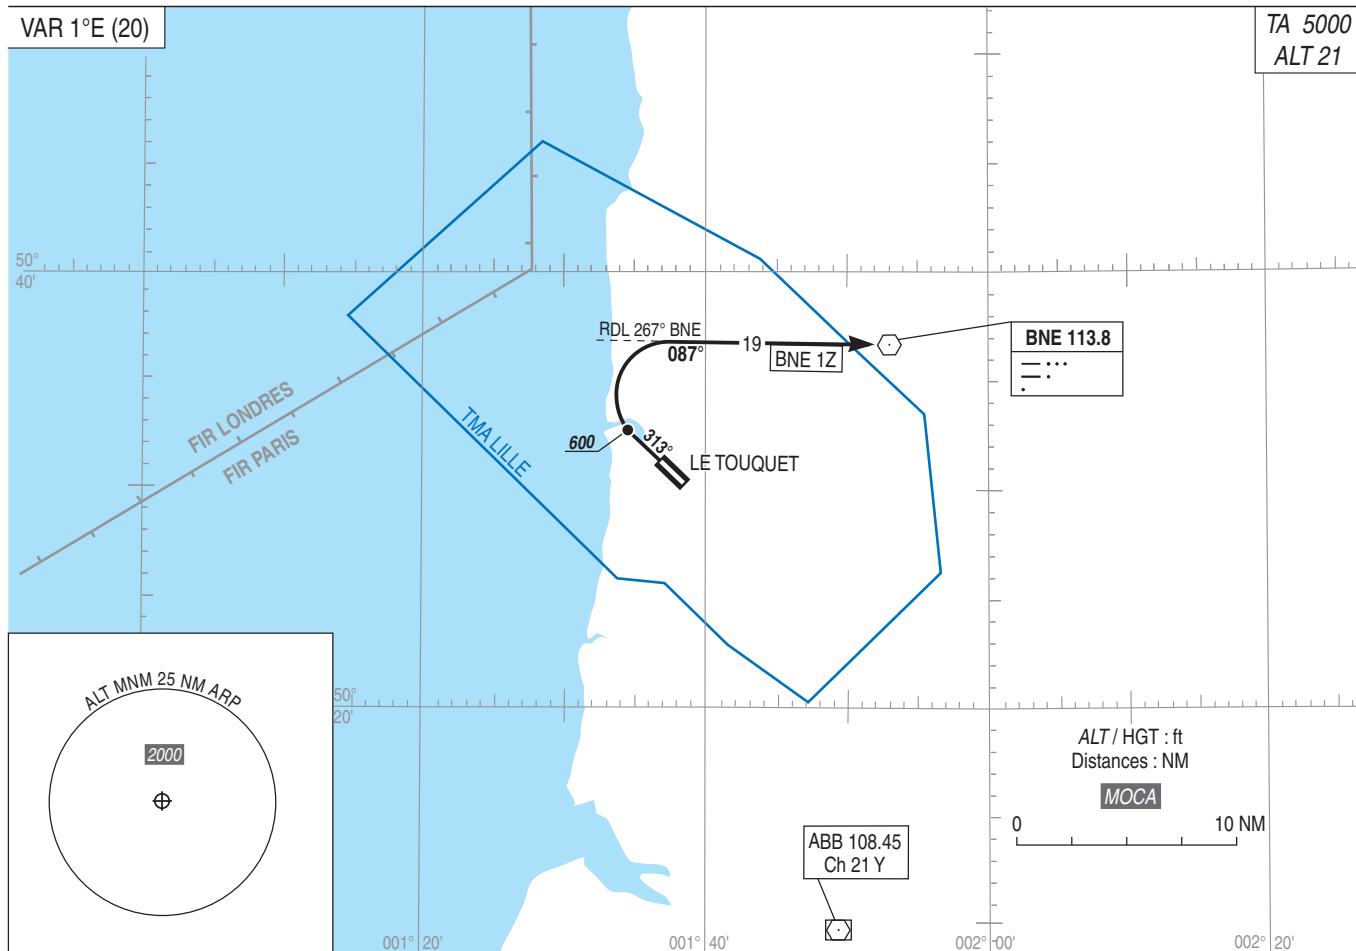 VAR 1°E (20)
TA 5000
ALT 21
50°
40'
RDL 267° BNE
087°
19
BNE 1Z
BNE 113.8
FIR LONDRES
FIR PARIS
TMA LILLE
600
313°
LE TOUQUET
ALT MNM 25 NM ARP
2000
50°
20'
ALT / HGT : ft
Distances : NM
MOCA
0
10 NM
ABB 108.45
Ch 21 Y
001° 20'
001° 40'
002° 00'
002° 20'